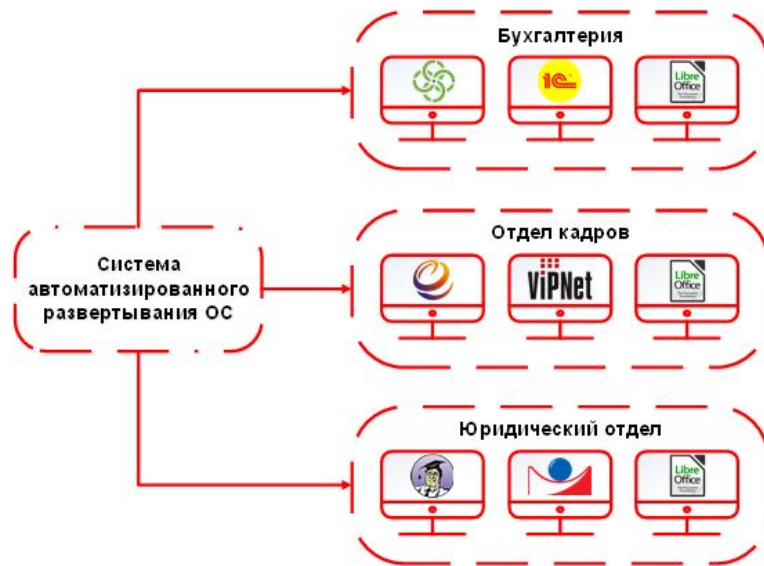 Бухгалтерия
1С
Libre
Office
Система
автоматизированного
развертывания ОС
Отдел кадров
ViPNet
Libre
Office
Юридический отдел
Libre
Office